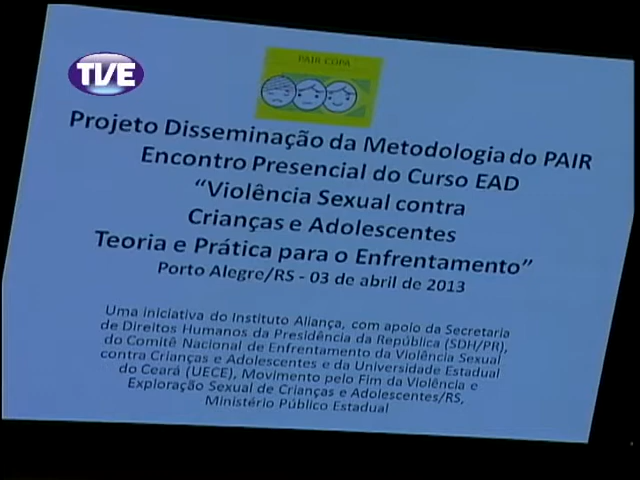 TVE
PAIR COPA
Projeto Disseminação da Metodologia do PAIR
Encontro Presencial do Curso EAD
“Violência Sexual contra
Crianças e Adolescentes
Teoria e Prática para o Enfrentamento”
Porto Alegre/RS - 03 de abril de 2013
Uma iniciativa do Instituto Aliança, com apoio da Secretaria
de Direitos Humanos da Presidência da República (SDH/PR),
do Comitê Nacional de Enfrentamento da Violência Sexual
contra Crianças e Adolescentes e da Universidade Estadual
do Ceará (UECE), Movimento pelo Fim da Violência e
Exploração Sexual de Crianças e Adolescentes/RS,
Ministério Público Estadual